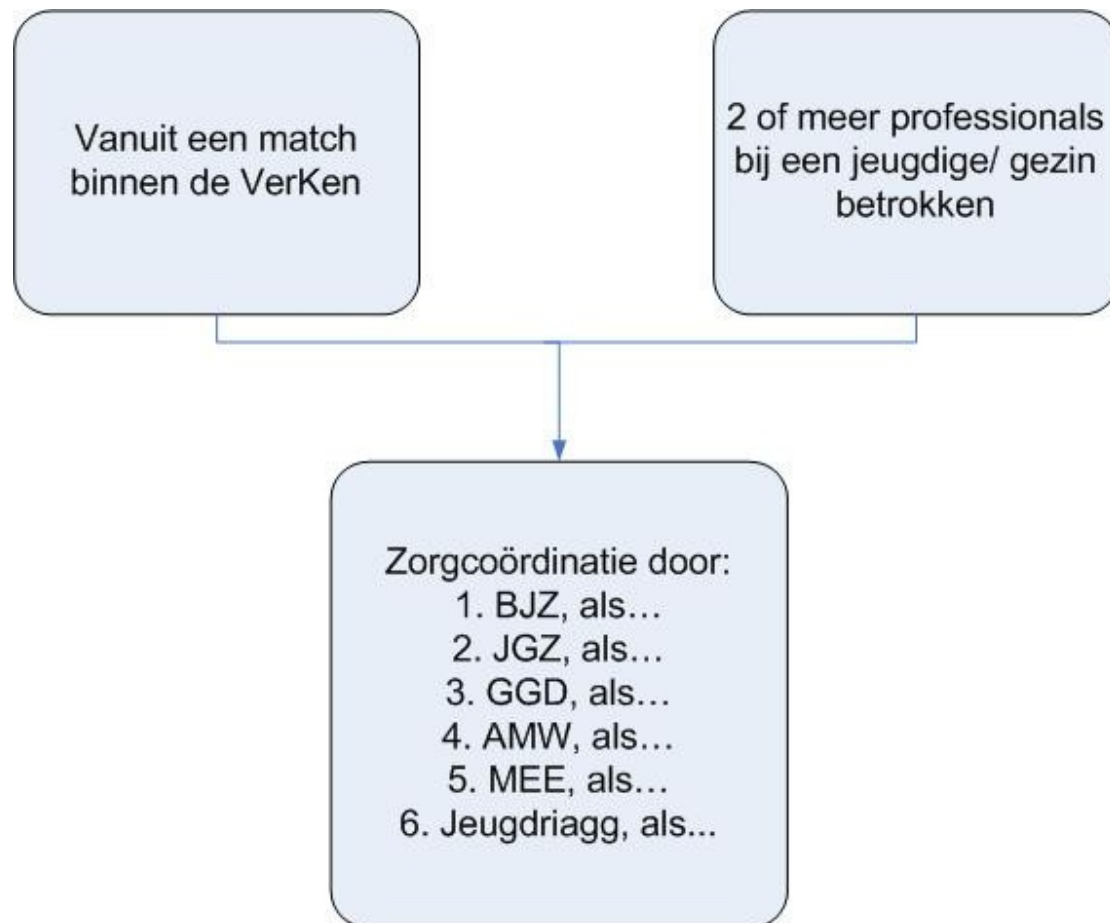 Vanuit een match
binnen de VerKen
2 of meer professionals
bij een jeugdige/ gezin
betrokken
Zorgcoördinatie door:
1. BJZ, als…
2. JGZ, als…
3. GGD, als…
4. AMW, als…
5. MEE, als…
6. Jeugdriagg, als...